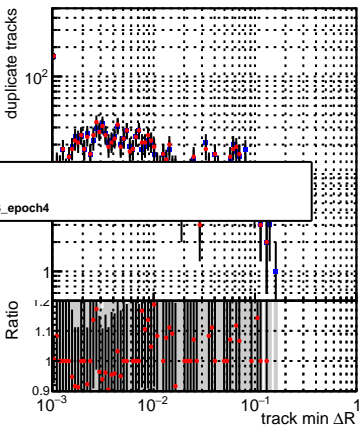 duplicate tracks
10²
s_epoch4
1
Ratio
1.2
1.1
1
0.9
10⁻³ 10⁻² 10⁻¹ 1
track min ΔR